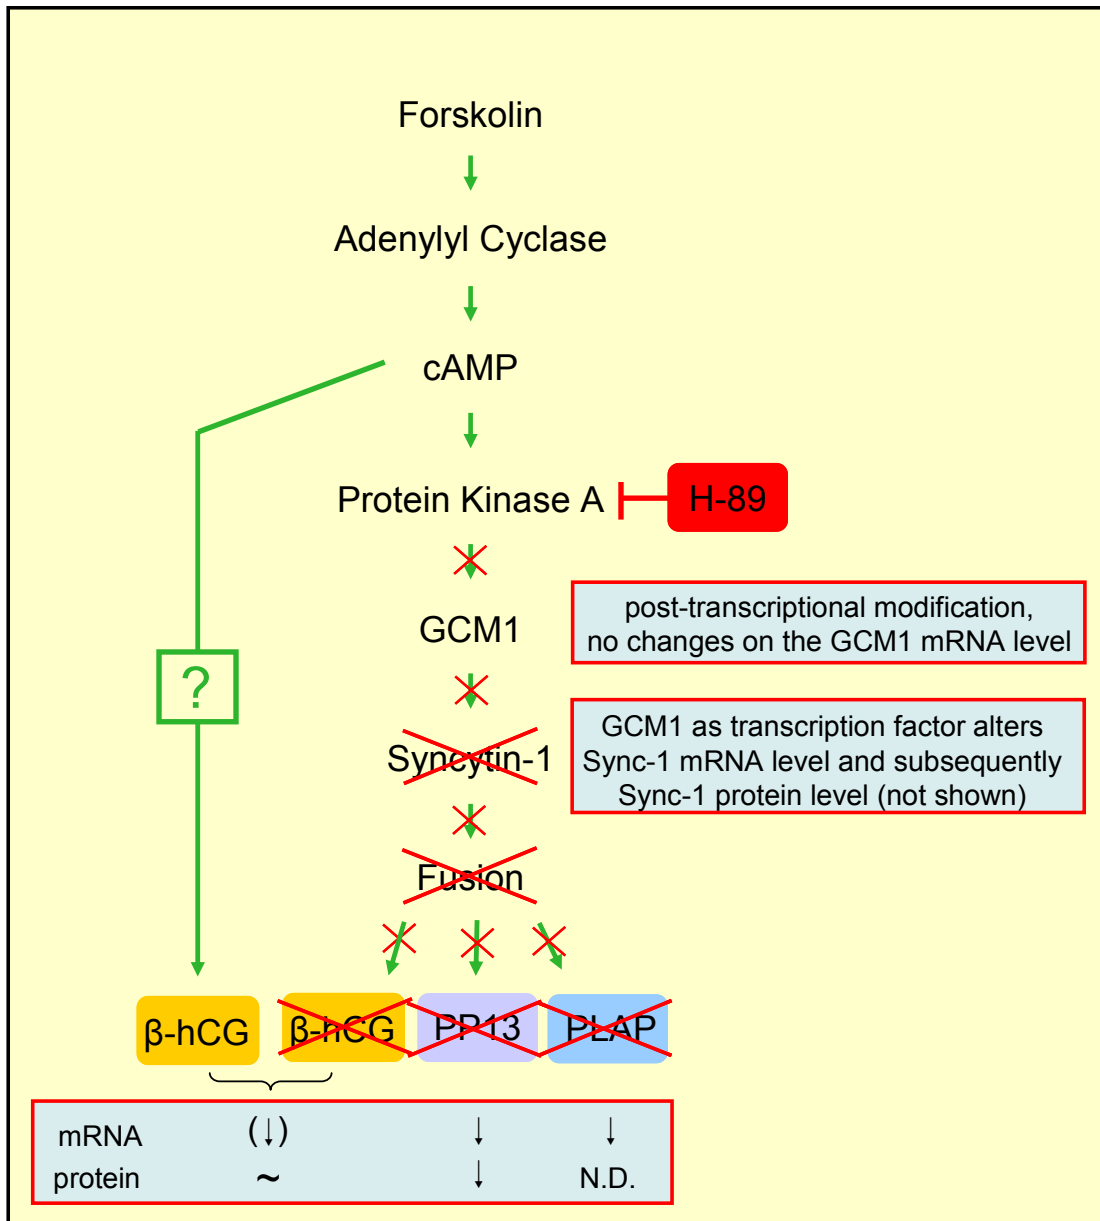 Forskolin
Adenylyl Cyclase
cAMP
Protein Kinase A
H-89
GCM1
post-transcriptional modification,
no changes on the GCM1 mRNA level
?
Syncytin-1
GCM1 as transcription factor alters
Sync-1 mRNA level and subsequently
Sync-1 protein level (not shown)
Fusion
β-hCG β-hCG PP13 PLAP
mRNA (↓) ↓ ↓
protein ~ ↓ N.D.